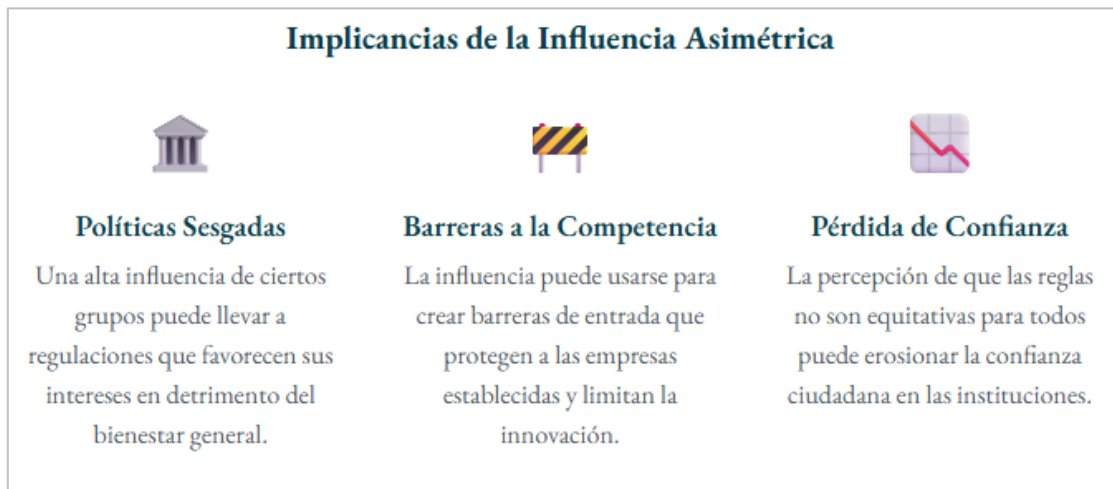 Implicancias de la Influencia Asimétrica
Políticas Sesgadas
Una alta influencia de ciertos
grupos puede llevar a
regulaciones que favorecen sus
intereses en detrimento del
bienestar general.
Barreras a la Competencia
La influencia puede usarse para
crear barreras de entrada que
protegen a las empresas
establecidas y limitan la
innovación.
Pérdida de Confianza
La percepción de que las reglas
no son equitativas para todos
puede erosionar la confianza
ciudadana en las instituciones.